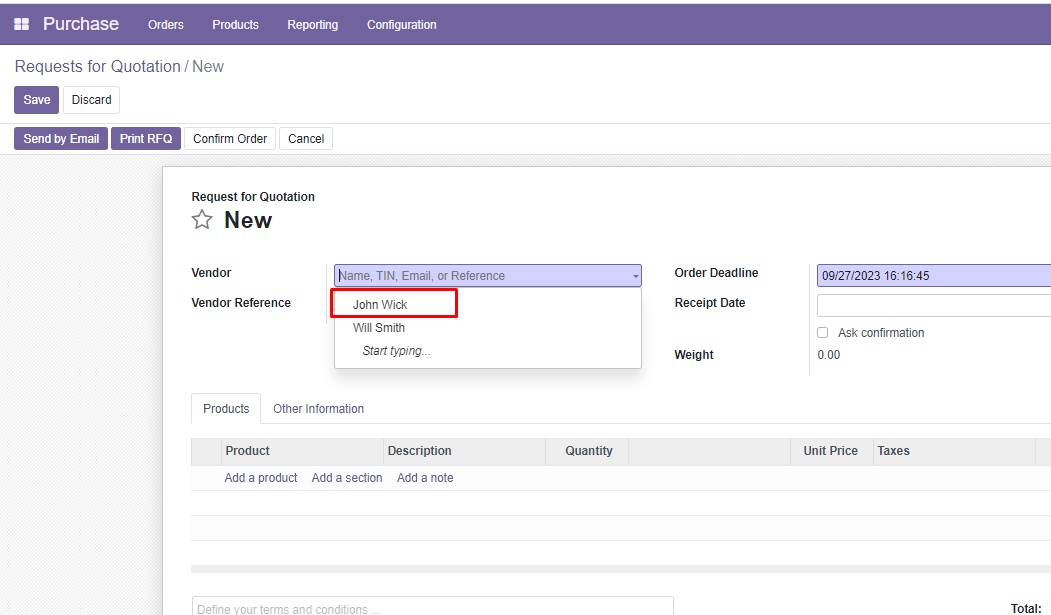 Purchase Orders Products Reporting Configuration
Requests for Quotation / New
Save Discard
Send by Email Print RFQ Confirm Order Cancel
Request for Quotation
New
Vendor Name, TIN, Email, or Reference Order Deadline 09/27/2023 16:16:45
Vendor Reference John Wick Receipt Date
Will Smith Ask confirmation
Start typing... Weight 0.00
Products Other Information
Product Description Quantity Unit Price Taxes
Add a product Add a section Add a note
Define your terms and conditions ... Total: